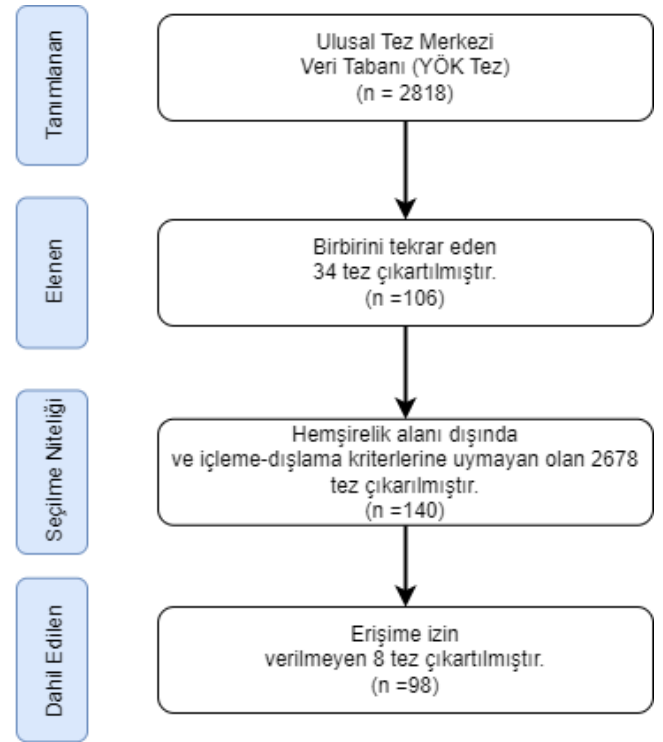 Tanımlanan
Ulusal Tez Merkezi
Veri Tabanı (YÖK Tez)
(n = 2818)
Elenen
Birbirini tekrar eden
34 tez çıkartılmıştır.
(n =106)
Seçilme Niteliği
Hemşirelik alanı dışında
ve içleme-dışlama kriterlerine uymayan olan 2678
tez çıkarılmıştır.
(n =140)
Dahil Edilen
Erişime izin
verilmeyen 8 tez çıkartılmıştır.
(n =98)